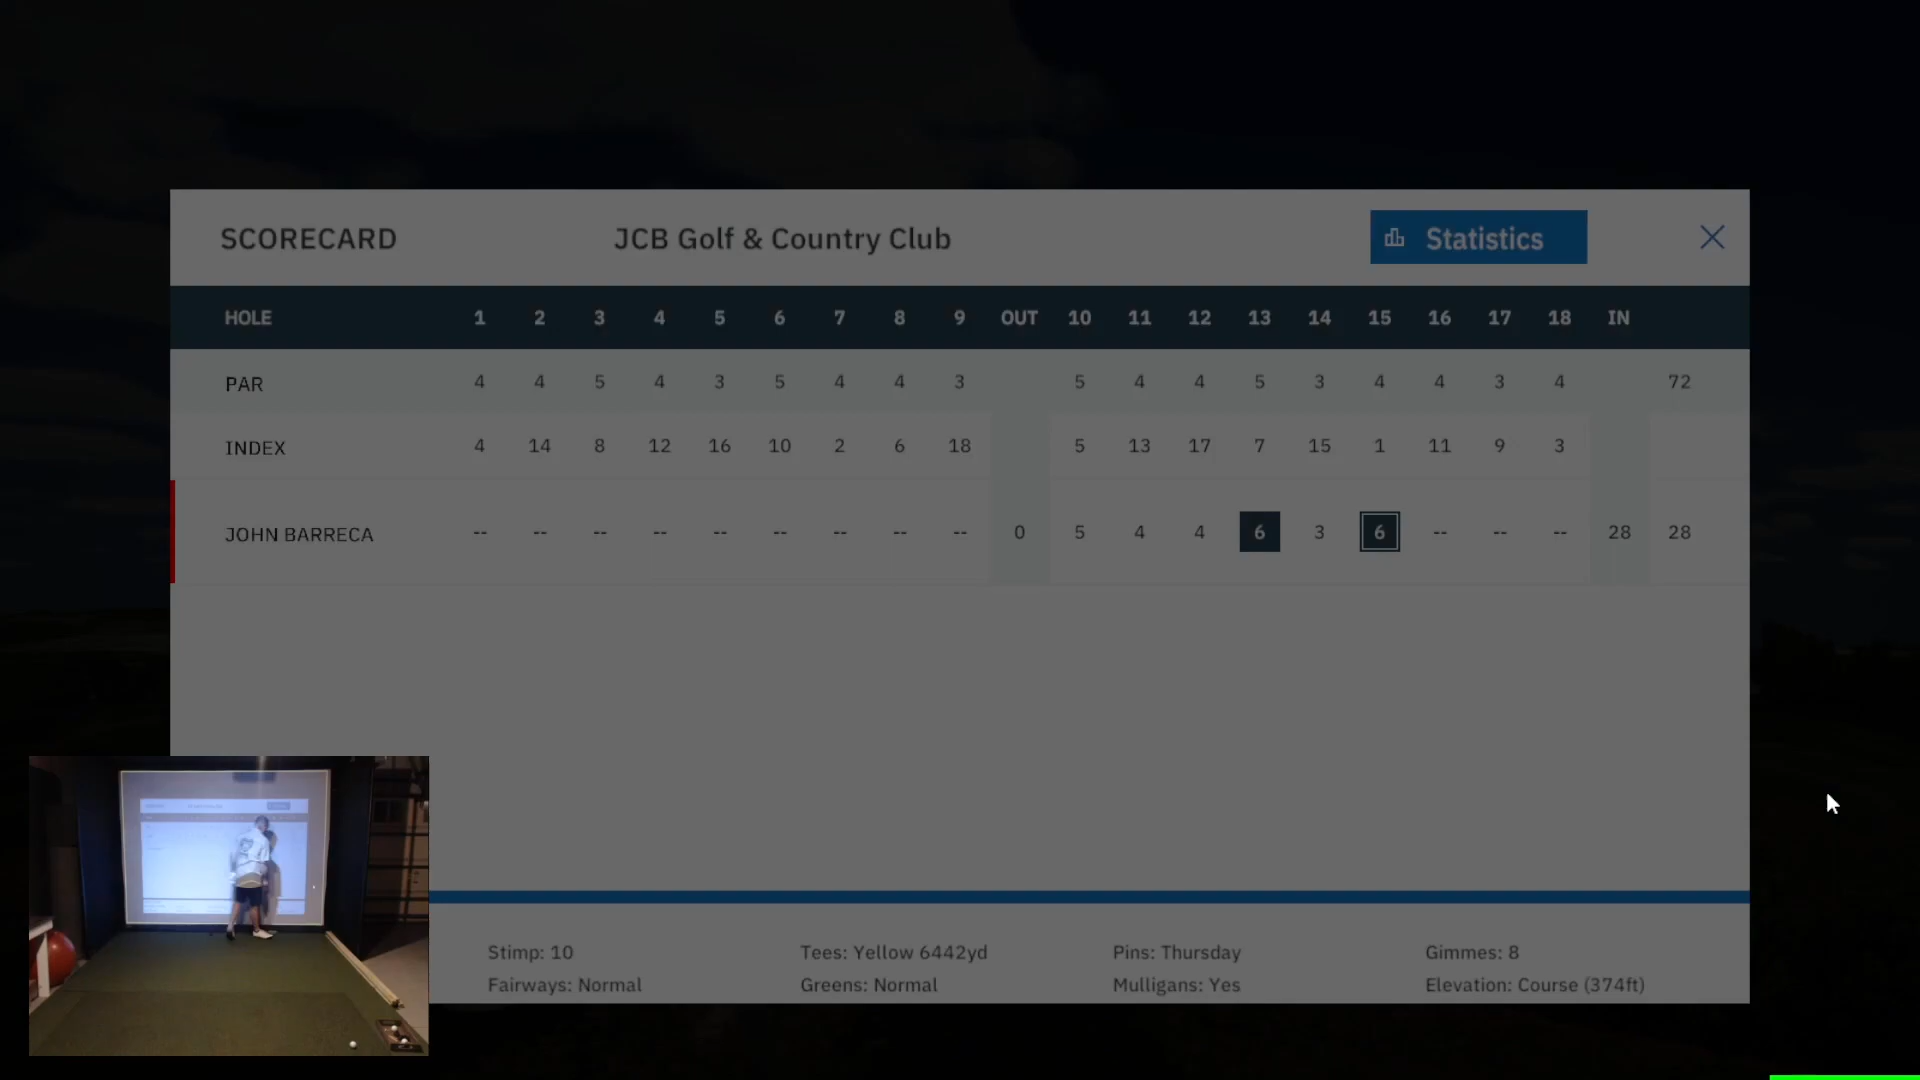 SCORECARD JCB Golf & Country Club Statistics
HOLE 1 2 3 4 5 6 7 8 9 OUT 10 11 12 13 14 15 16 17 18 IN
PAR 4 4 5 4 3 5 4 4 3 5 4 4 5 3 4 4 3 4 72
INDEX 4 14 8 12 16 10 2 6 18 5 13 17 7 15 1 11 9 3
JOHN BARRECA -- -- -- -- -- -- -- -- -- 0 5 4 4 6 3 6 -- -- -- 28 28
Stimp: 10 Tees: Yellow 6442yd Pins: Thursday Gimmes: 8
Fairways: Normal Greens: Normal Mulligans: Yes Elevation: Course (374ft)